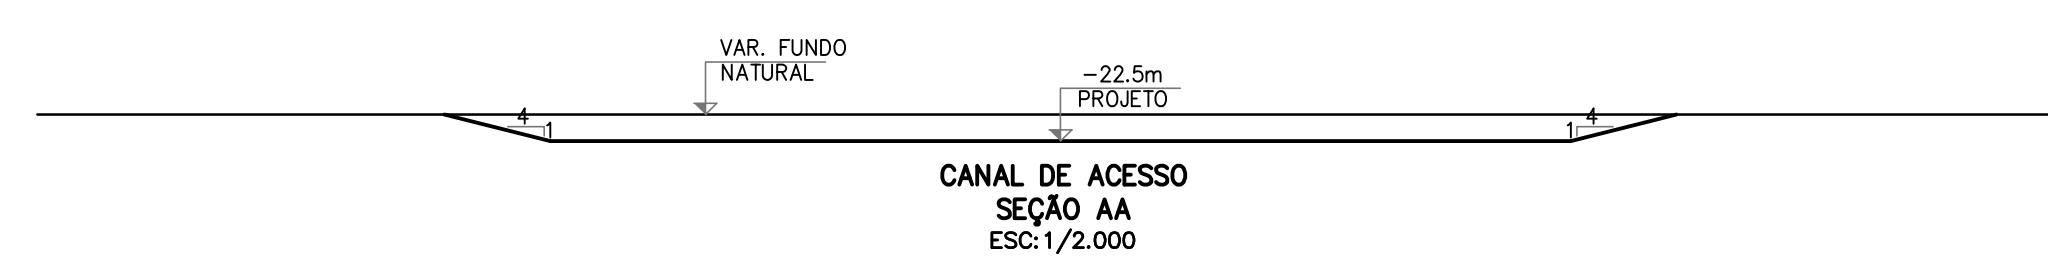 VAR. FUNDO
NATURAL
-22.5m
PROJETO
4
1
4
1
CANAL DE ACESSO
SEÇÃO AA
ESC:1/2.000